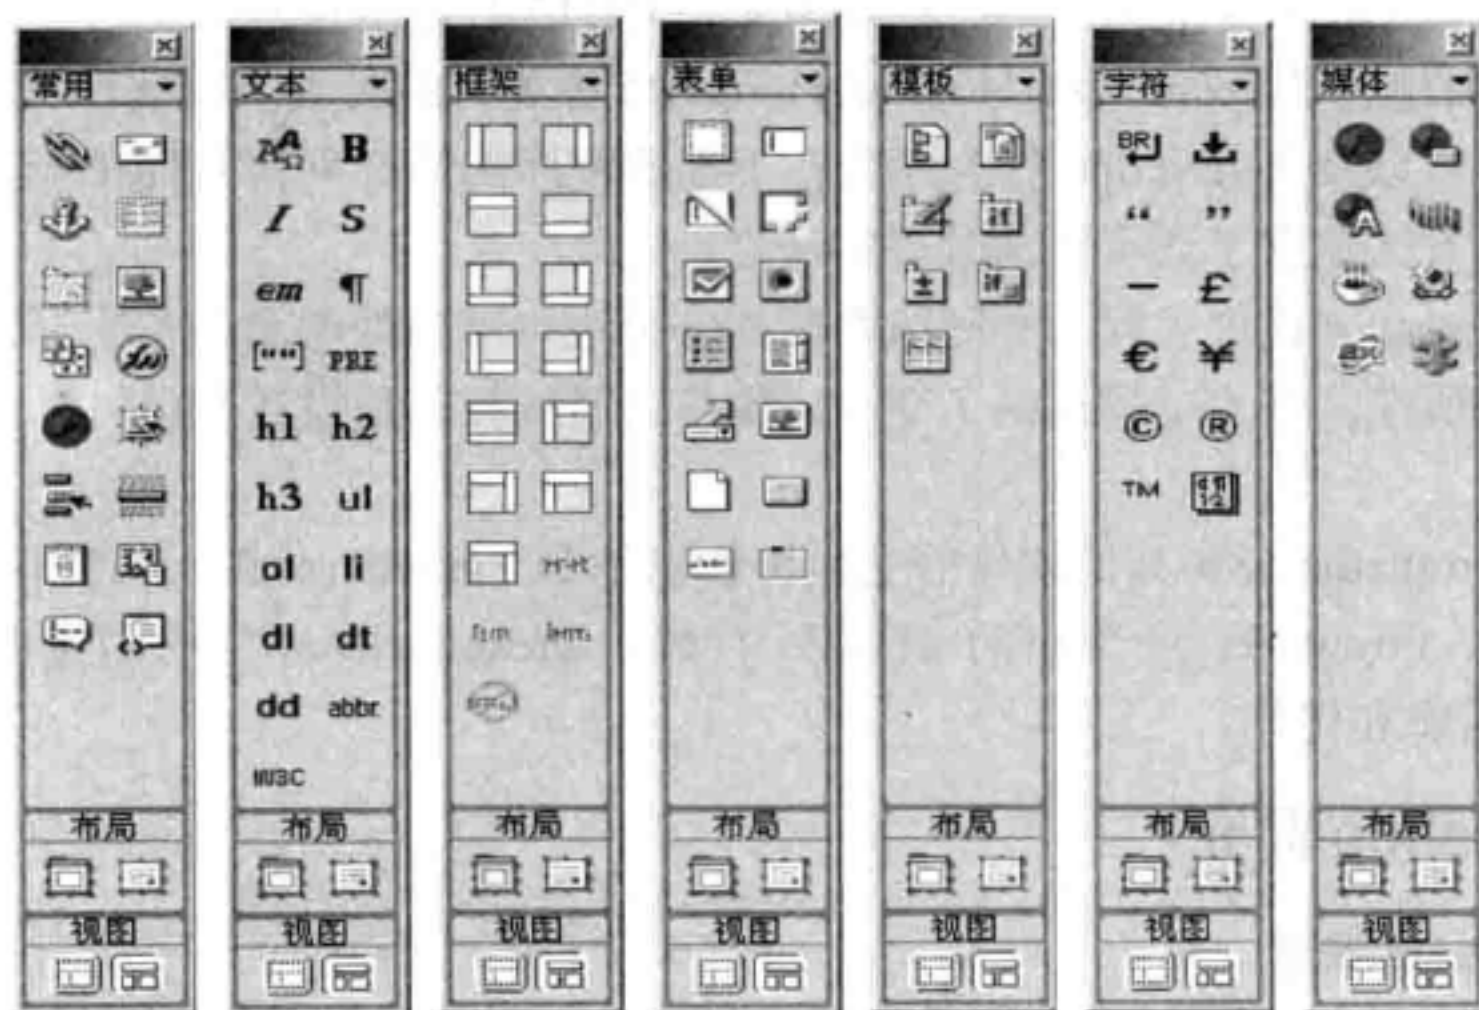 常用
文本
框架
表单
模板
字符
媒体
B
BR
I S
“ ”
em ¶
— £
[““] PRE
€ ¥
h1 h2
© ®
h3 ul
TM
ol li
dl dt
dd abbr.
W3C
布局 布局 布局 布局 布局 布局 布局
视图 视图 视图 视图 视图 视图 视图